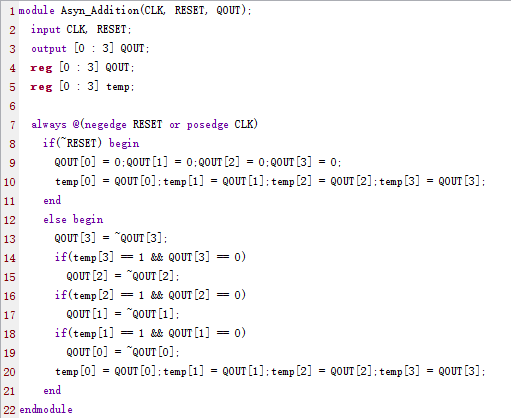 1 module Asyn_Addition(CLK, RESET, QOUT);
2   input CLK, RESET;
3   output [0 : 3] QOUT;
4   reg [0 : 3] QOUT;
5   reg [0 : 3] temp;
6
7   always @(negedge RESET or posedge CLK)
8     if(~RESET) begin
9       QOUT[0] = 0;QOUT[1] = 0;QOUT[2] = 0;QOUT[3] = 0;
10       temp[0] = QOUT[0];temp[1] = QOUT[1];temp[2] = QOUT[2];temp[3] = QOUT[3];
11     end
12     else begin
13       QOUT[3] = ~QOUT[3];
14       if(temp[3] == 1 && QOUT[3] == 0)
15         QOUT[2] = ~QOUT[2];
16       if(temp[2] == 1 && QOUT[2] == 0)
17         QOUT[1] = ~QOUT[1];
18       if(temp[1] == 1 && QOUT[1] == 0)
19         QOUT[0] = ~QOUT[0];
20       temp[0] = QOUT[0];temp[1] = QOUT[1];temp[2] = QOUT[2];temp[3] = QOUT[3];
21     end
22 endmodule